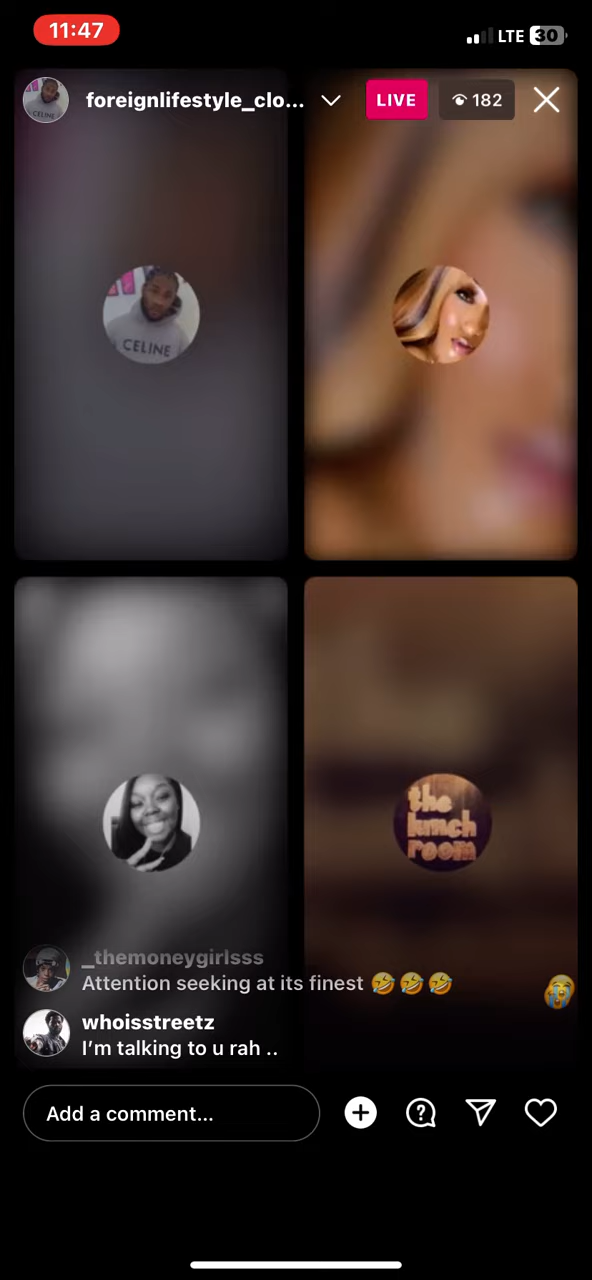 11:47
LTE 30
foreignlifestyle_clo...
LIVE
182
CELINE
CELINE
the
lunch
room
_themoneygirlsss
Attention seeking at its finest 🤣🤣🤣
whoisstreetz
I’m talking to u rah ..
Add a comment...